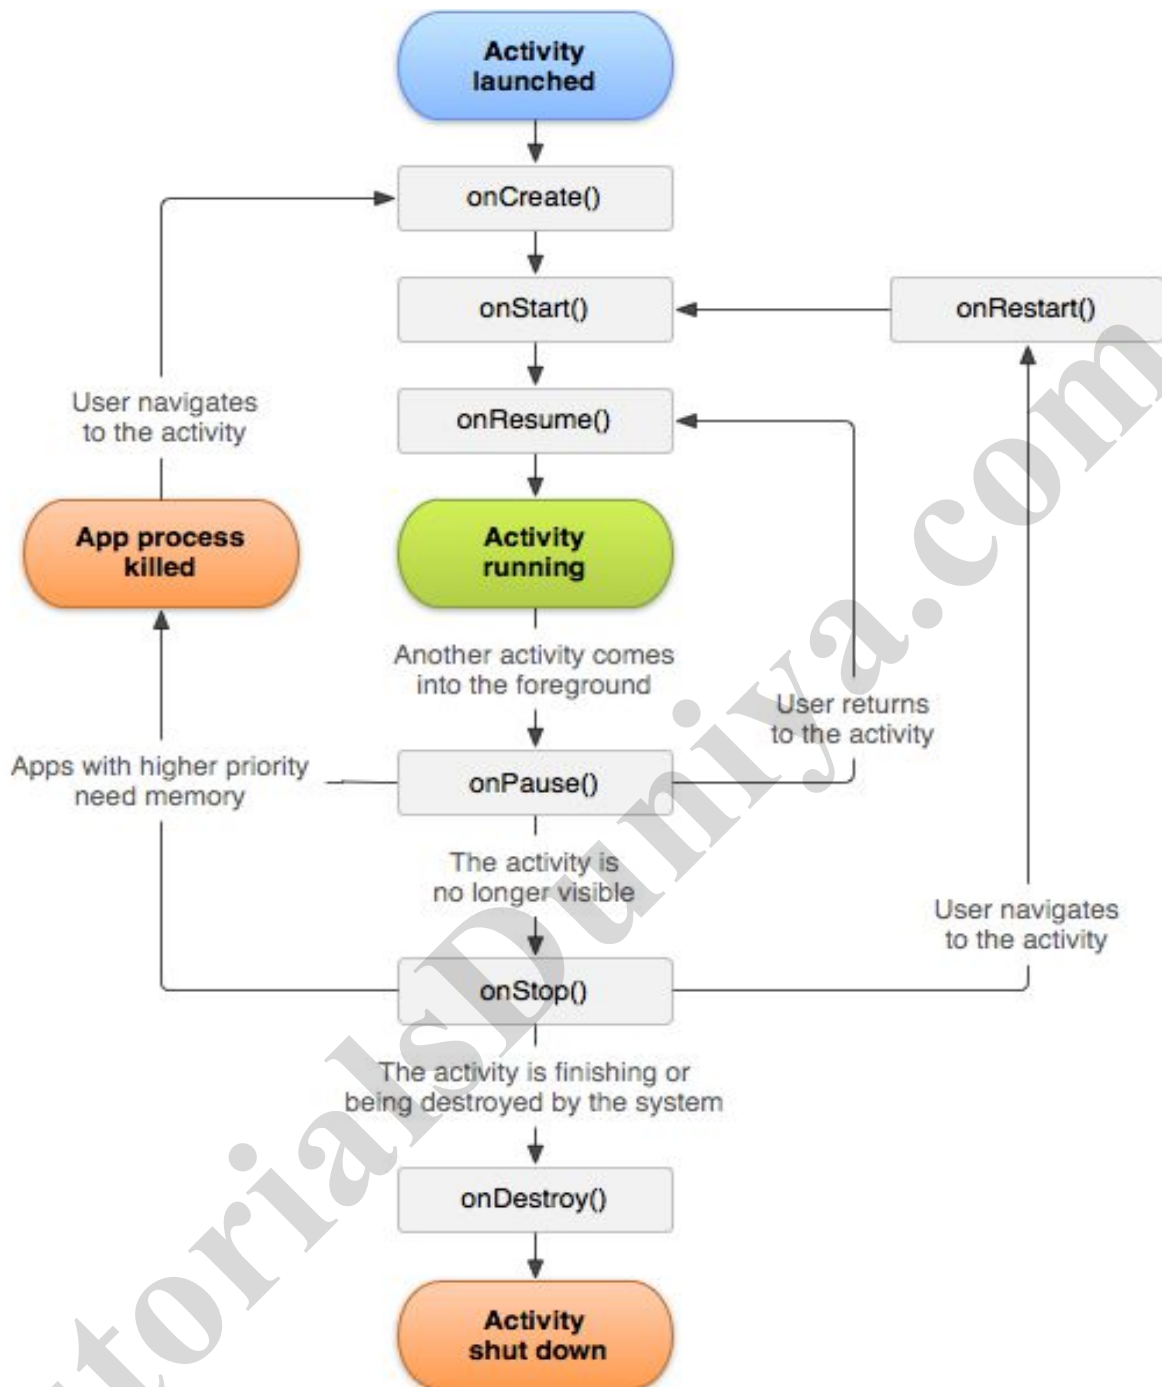 Activity
launched
onCreate()
onStart()
onRestart()
User navigates
to the activity
onResume()
App process
killed
Activity
running
Another activity comes
into the foreground
User returns
to the activity
Apps with higher priority
need memory
onPause()
The activity is
no longer visible
User navigates
to the activity
onStop()
The activity is finishing or
being destroyed by the system
onDestroy()
Activity
shut down
torialsDuniya.com